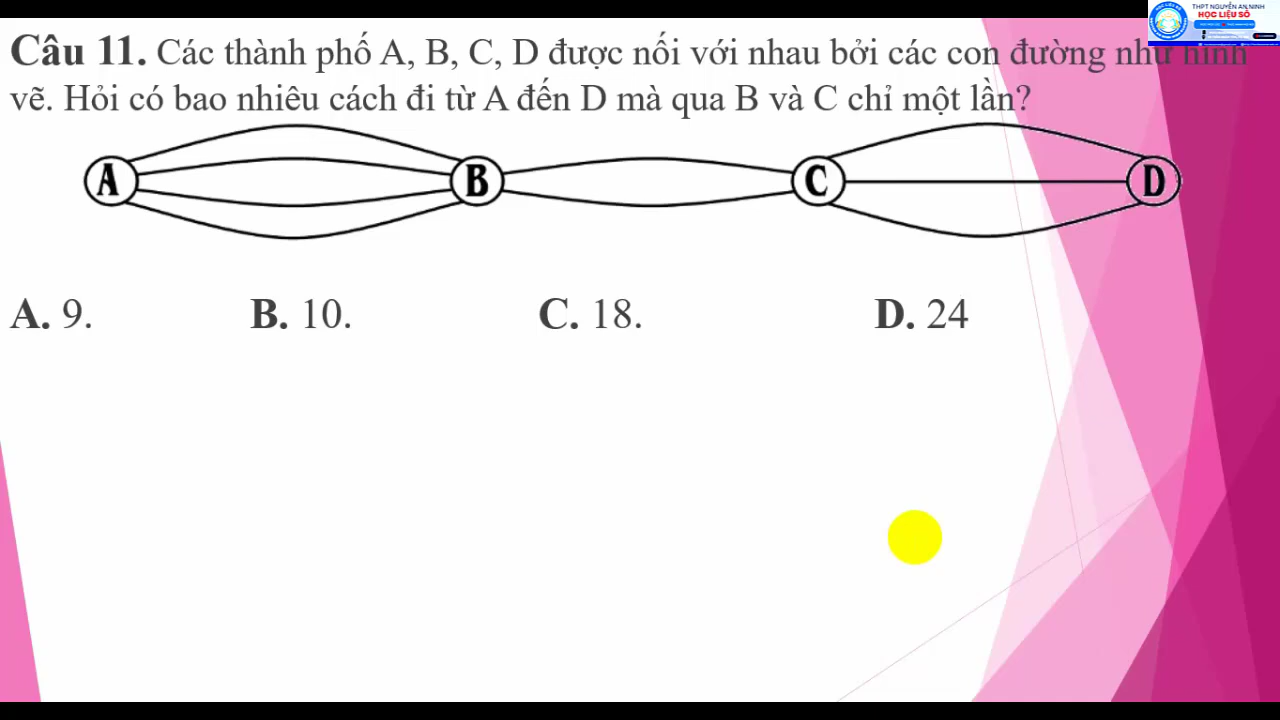 THPT NGUYỄN AN NINH
HỌC LIỆU SỐ
Câu 11. Các thành phố A, B, C, D được nối với nhau bởi các con đường như hình
vẽ. Hỏi có bao nhiêu cách đi từ A đến D mà qua B và C chỉ một lần?
A B C D
A. 9. B. 10. C. 18. D. 24